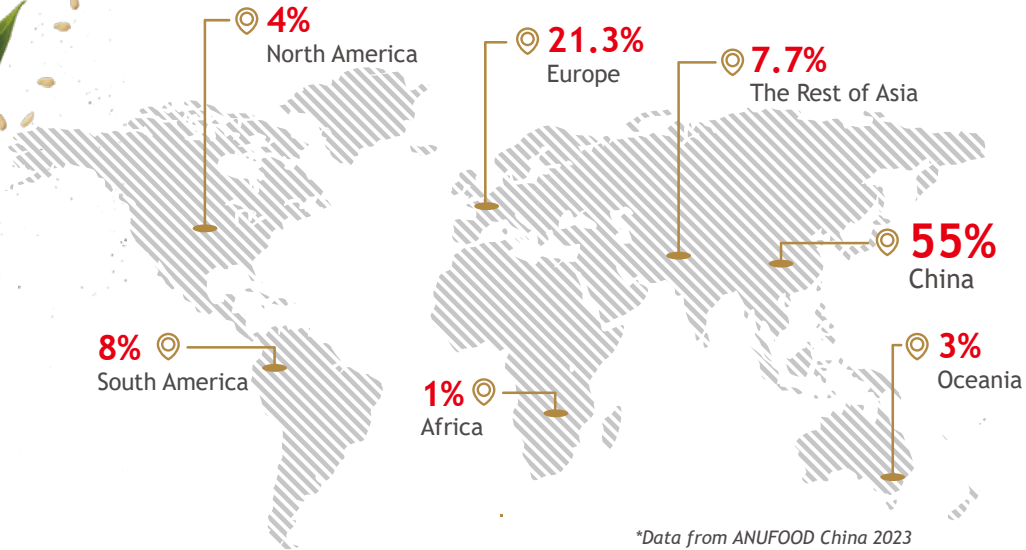 4%
North America
21.3%
Europe
7.7%
The Rest of Asia
55%
China
8%
South America
1%
Africa
3%
Oceania
*Data from ANUFOOD China 2023